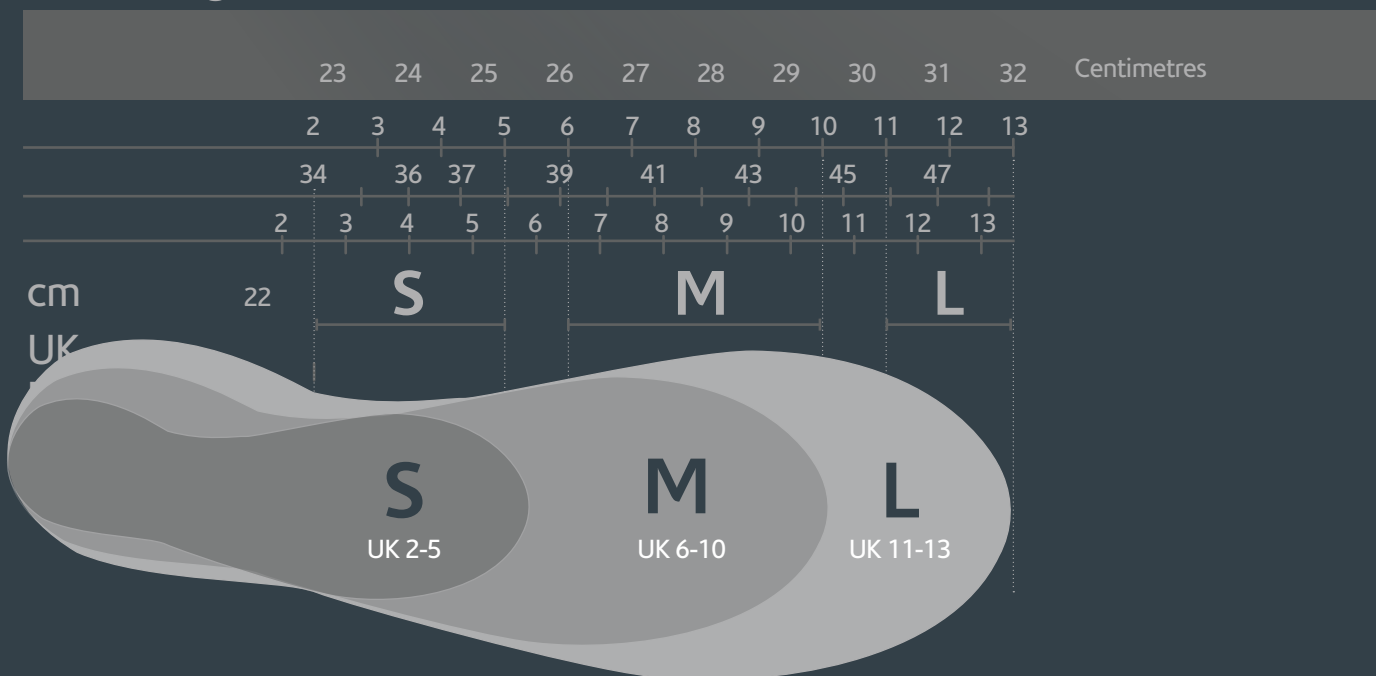 23 24 25 26 27 28 29 30 31 32 Centimetres
2 3 4 5 6 7 8 9 10 11 12 13
34 36 37 39 41 43 45 47
2 3 4 5 6 7 8 9 10 11 12 13
cm 22 S M L
UK
S M L
UK 2-5 UK 6-10 UK 11-13